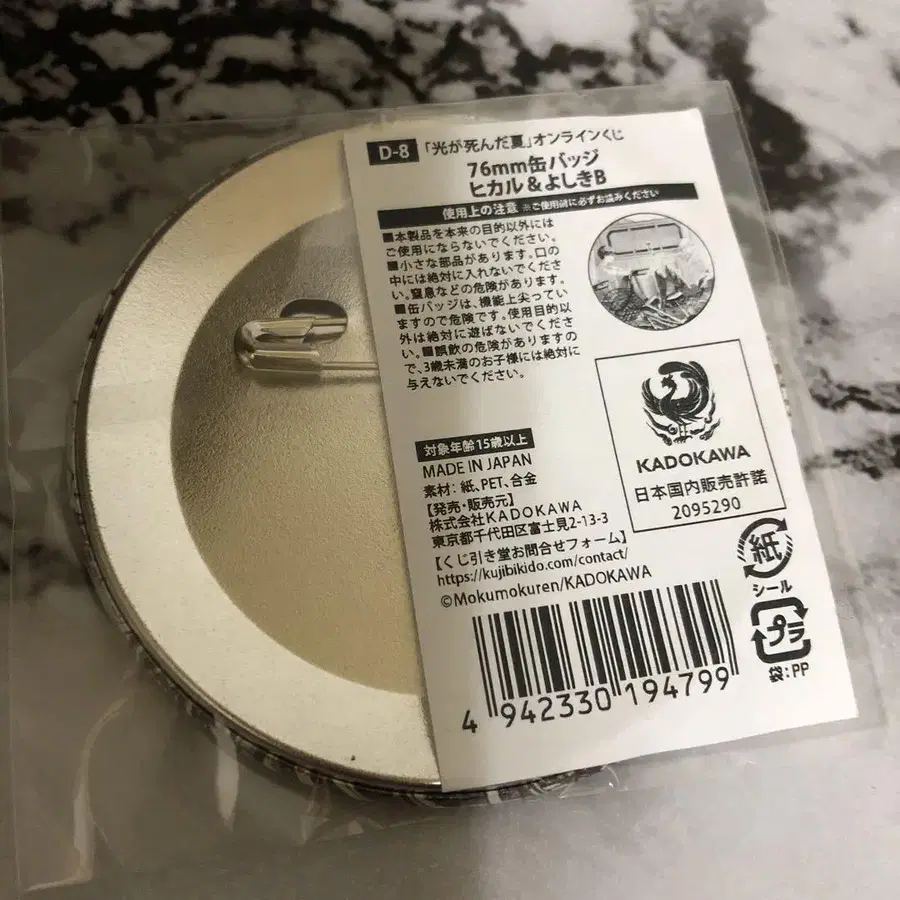 D-8 「光が死んだ夏」オンラインくじ
76mm缶バッジ
ヒカル&よしきB
使用上の注意 ※ご使用前に必ずお読みください
■本製品を本来の目的以外には
ご使用にならないでください。
■小さな部品があります。口の
中には絶対に入れないでくださ
い。窒息などの危険があります。
■缶バッジは、機能上尖ってい
ますので危険です。使用目的以
外は絶対に遊ばないでくださ
い。■誤飲の危険がありますの
で、3歳未満のお子様には絶対に
与えないでください。
対象年齢15歳以上
MADE IN JAPAN
素材:紙、PET、合金
【発売・販売元】
株式会社KADOKAWA
東京都千代田区富士見2-13-3
【くじ引き堂お問合せフォーム】
https://kujibikido.com/contact/
©Mokumokuren/KADOKAWA
KADOKAWA
日本国内販売許諾
2095290
紙
シール
プラ
袋:PP
4 942330 194799